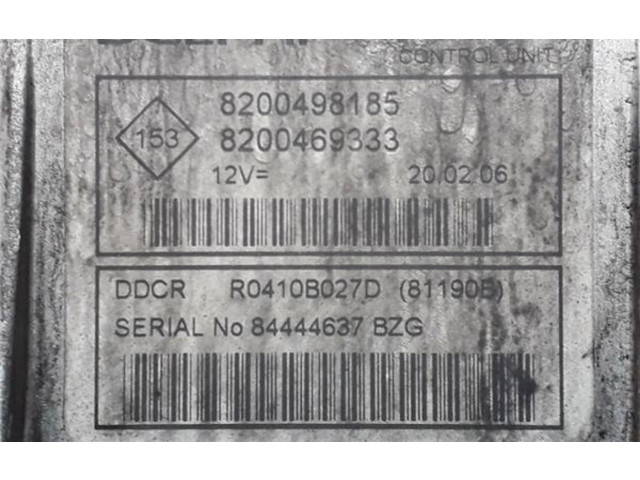 CONTROL UNIT
8200498185
153
8200469333
12V= 20.02.06
DDCR R0410B027D (81190B)
SERIAL No 84444637 BZG